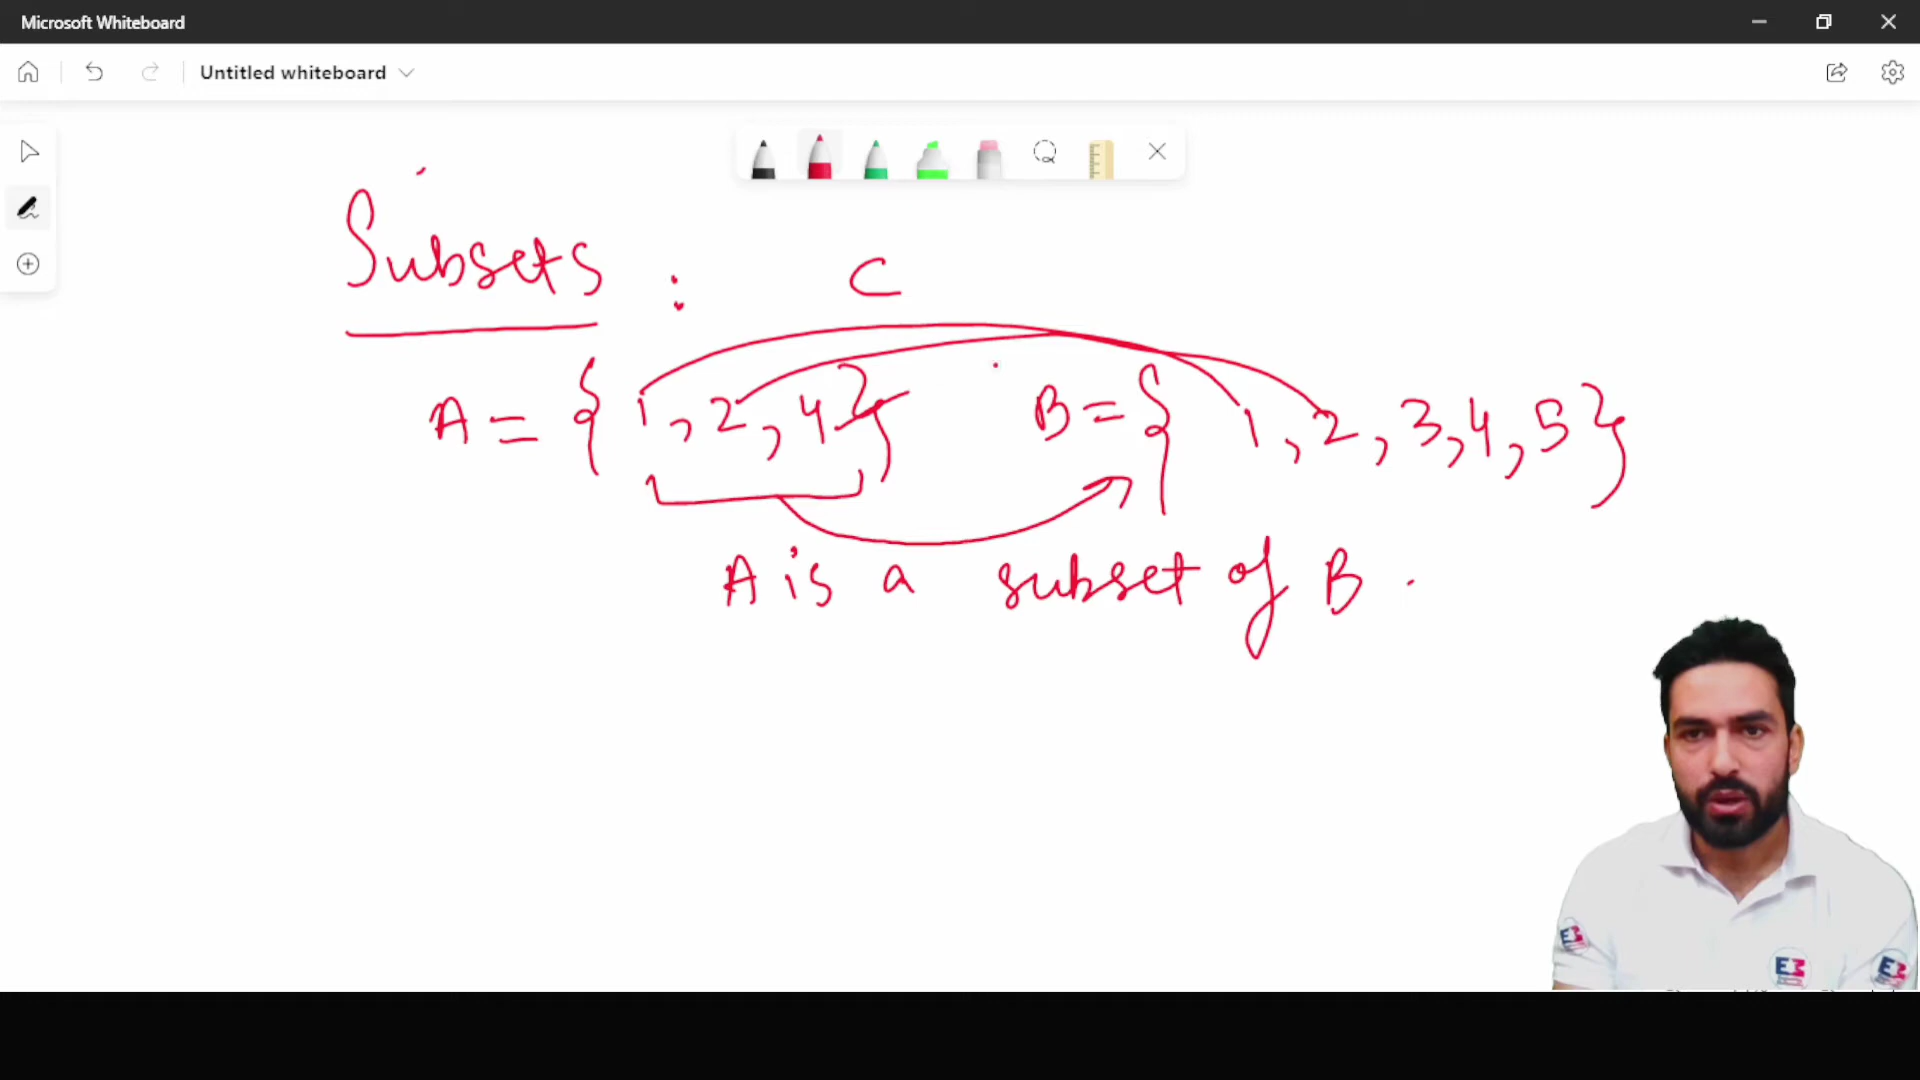 Microsoft Whiteboard
Untitled whiteboard
Subsets : ⊂
A = {1, 2, 4} B = {1, 2, 3, 4, 5}
A is a subset of B.